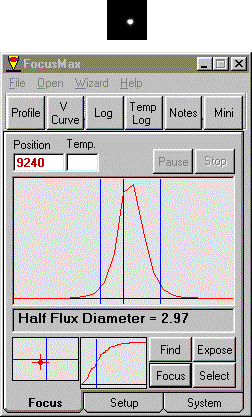 FocusMax
File Open Wizard Help
Profile V Curve Log Temp Log Notes Mini
Position Temp.
9240 Pause Stop
Half Flux Diameter = 2.97
Find Expose
Focus Select
Focus Setup System